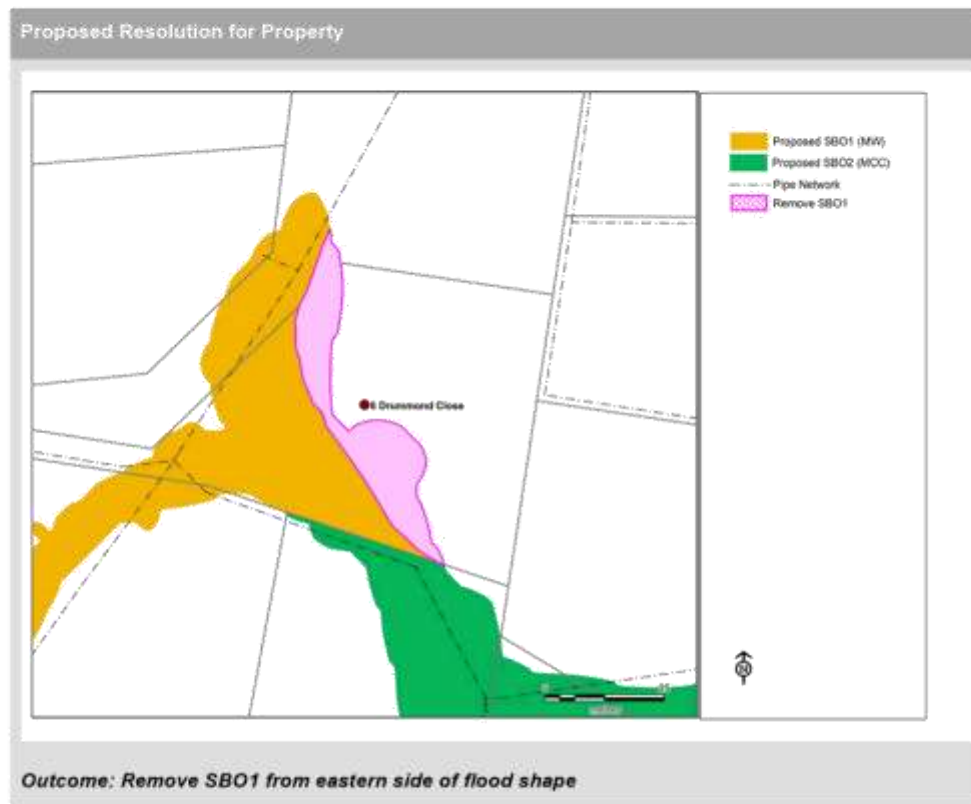 Proposed Resolution for Property
Proposed SBO1 (MW)
Proposed SBO2 (MCC)
Pipe Network
Remove SBO1
6 Drummond Close
Outcome: Remove SBO1 from eastern side of flood shape